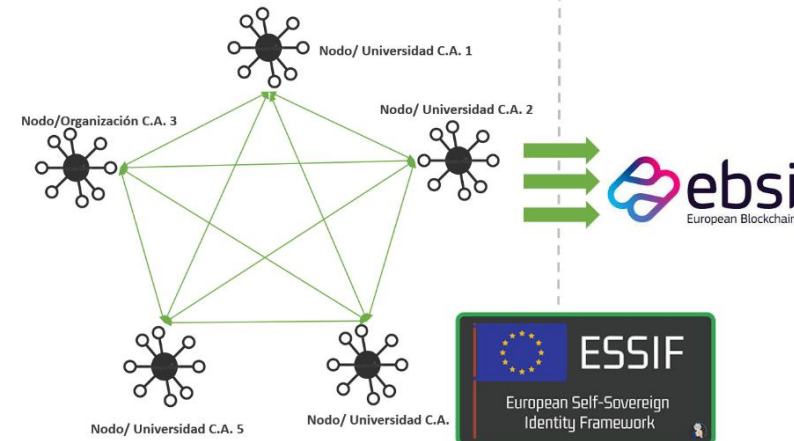 Nodo/ Universidad C.A. 1
Nodo/Organización C.A. 3
Nodo/ Universidad C.A. 2
ebsi
European Blockchain
ESSIF
European Self-Sovereign
Identity Framework
Nodo/ Universidad C.A. 5
Nodo/ Universidad C.A.